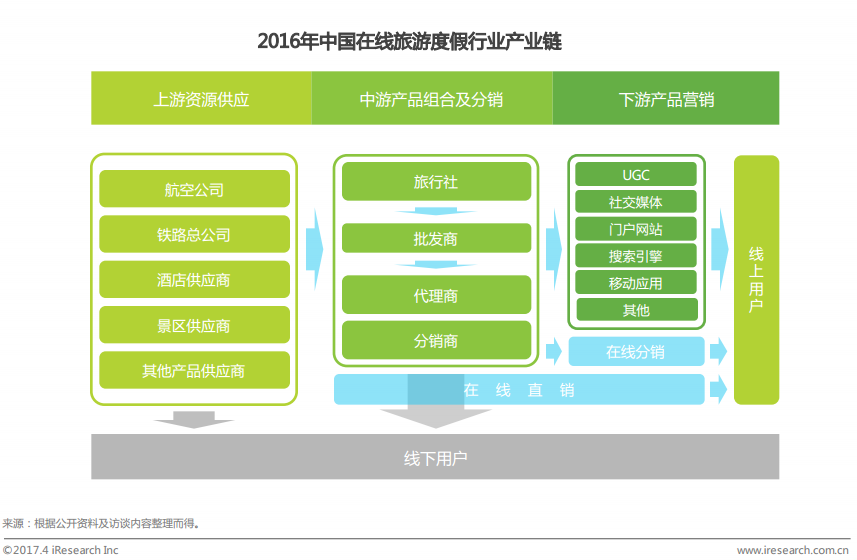 2016年中国在线旅游度假行业产业链
上游资源供应
中游产品组合及分销
下游产品营销
航空公司
铁路总公司
酒店供应商
景区供应商
其他产品供应商
旅行社
批发商
代理商
分销商
UGC
社交媒体
门户网站
搜索引擎
移动应用
其他
在线分销
在线直销
线上用户
线下用户
来源：根据公开资料及访谈内容整理而得。
©2017.4 iResearch Inc
www.iresearch.com.cn